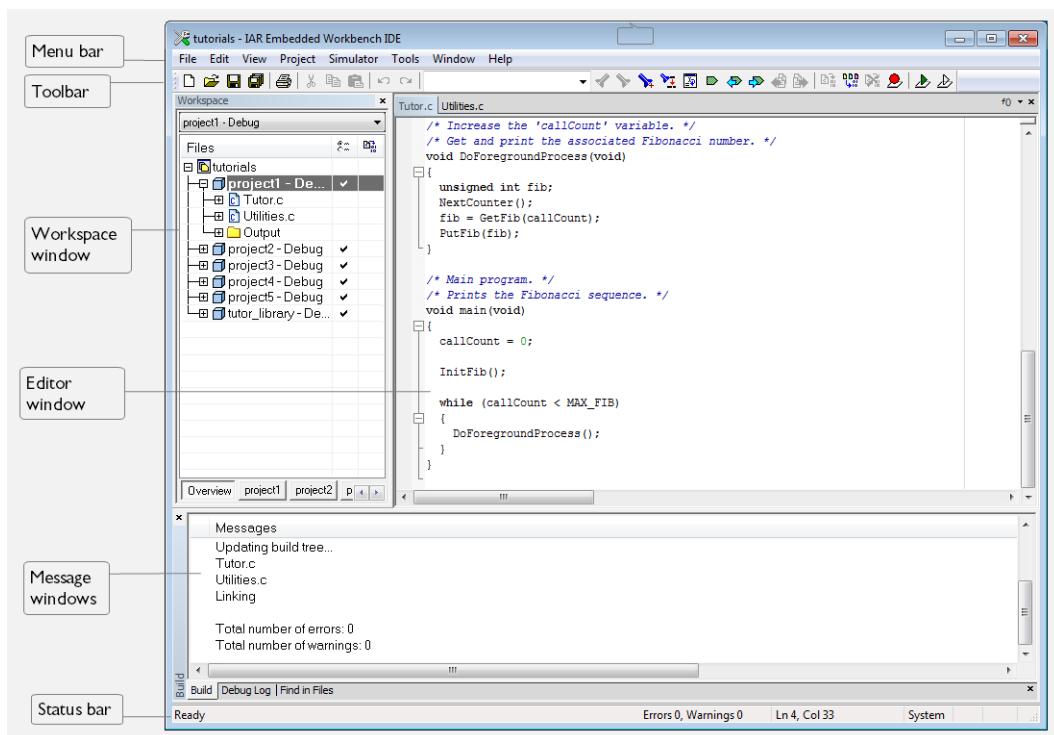 Menu bar
Toolbar
Workspace
window
Editor
window
Message
windows
Status bar
tutorials - IAR Embedded Workbench IDE
File Edit View Project Simulator Tools Window Help
Workspace
project1 - Debug
Files
tutorials
project1 - De...
Tutor.c
Utilities.c
Output
project2 - Debug
project3 - Debug
project4 - Debug
project5 - Debug
tutor_library - De...
Overview project1 project2 p
Tutor.c Utilities.c f0
/* Increase the 'callCount' variable. */
/* Get and print the associated Fibonacci number. */
void DoForegroundProcess(void)
{
unsigned int fib;
NextCounter();
fib = GetFib(callCount);
PutFib(fib);
}
/* Main program. */
/* Prints the Fibonacci sequence. */
void main(void)
{
callCount = 0;
InitFib();
while (callCount < MAX_FIB)
{
DoForegroundProcess();
}
}
Messages
Updating build tree...
Tutor.c
Utilities.c
Linking
Total number of errors: 0
Total number of warnings: 0
Build
Build Debug Log Find in Files
Ready Errors 0, Warnings 0 Ln 4, Col 33 System